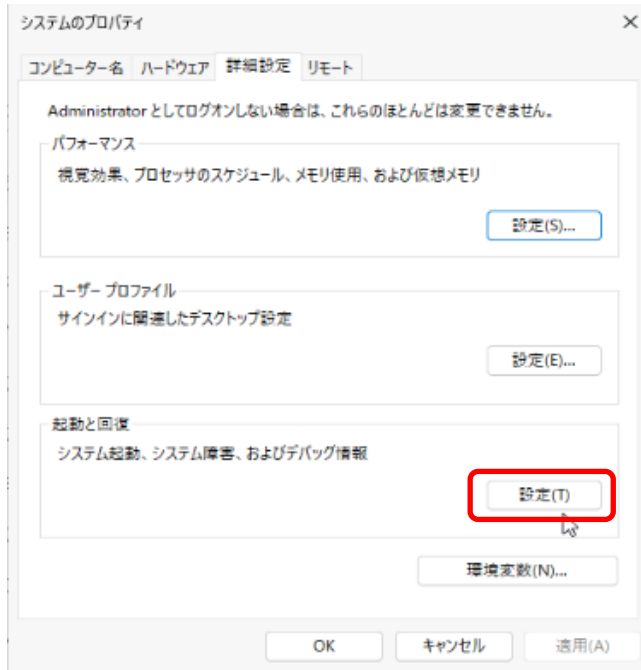 システムのプロパティ
コンピューター名 ハードウェア 詳細設定 リモート
Administrator としてログオンしない場合は、これらのほとんどは変更できません。
パフォーマンス
視覚効果、プロセッサのスケジュール、メモリ使用、および仮想メモリ
設定(S)...
ユーザー プロファイル
サインインに関連したデスクトップ設定
設定(E)...
起動と回復
システム起動、システム障害、およびデバッグ情報
設定(T)
環境変数(N)...
OK キャンセル 適用(A)